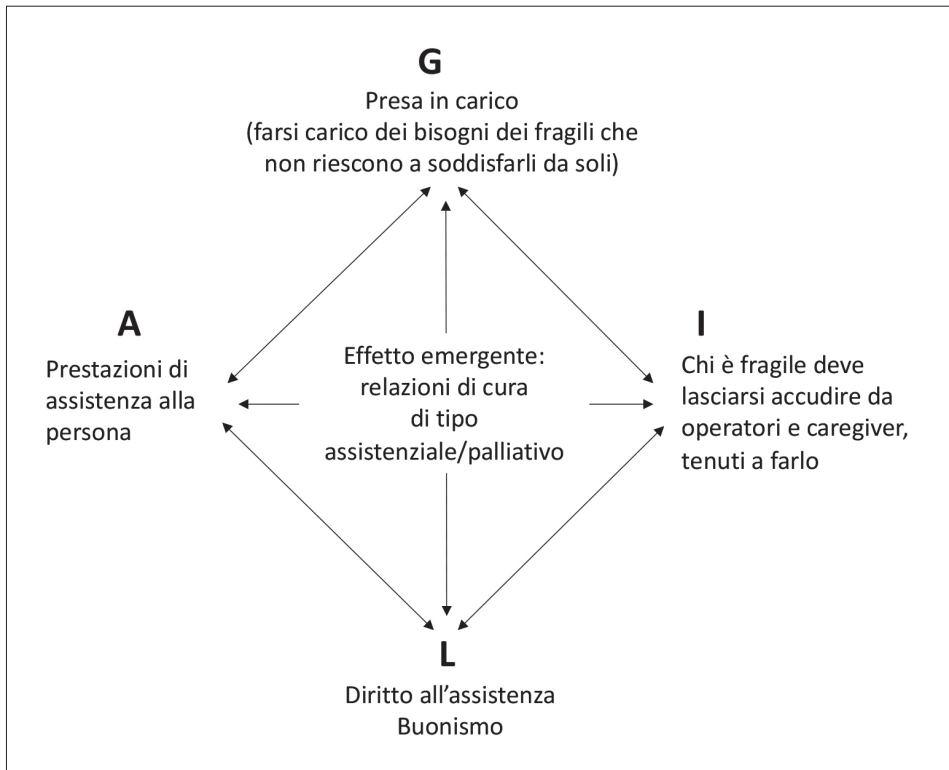 G
Presa in carico
(farsi carico dei bisogni dei fragili che
non riescono a soddisfarli da soli)
A
Prestazioni di
assistenza alla
persona
Effetto emergente:
relazioni di cura
di tipo
assistenziale/palliativo
I
Chi è fragile deve
lasciarsi accudire da
operatori e caregiver,
tenuti a farlo
L
Diritto all’assistenza
Buonismo